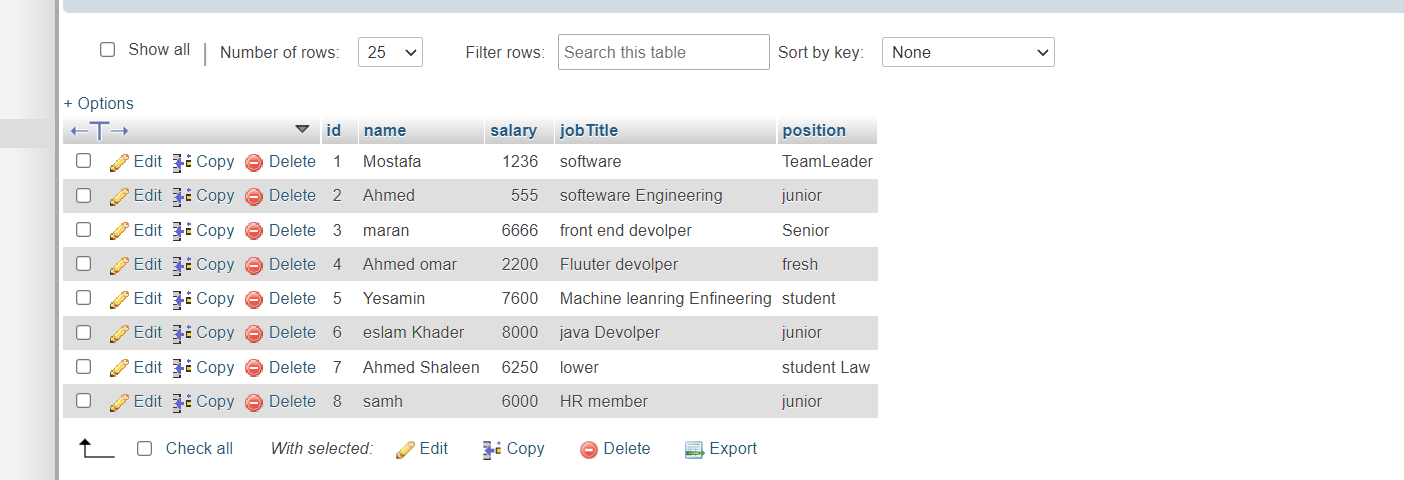 Show all | Number of rows: 25 Filter rows: Search this table Sort by key: None
+ Options
←T→ id name salary jobTitle position
Edit Copy Delete 1 Mostafa 1236 software TeamLeader
Edit Copy Delete 2 Ahmed 555 softeware Engineering junior
Edit Copy Delete 3 maran 6666 front end devolper Senior
Edit Copy Delete 4 Ahmed omar 2200 Fluuter devolper fresh
Edit Copy Delete 5 Yesamin 7600 Machine leanring Enfineering student
Edit Copy Delete 6 eslam Khader 8000 java Devolper junior
Edit Copy Delete 7 Ahmed Shaleen 6250 lower student Law
Edit Copy Delete 8 samh 6000 HR member junior
Check all With selected: Edit Copy Delete Export